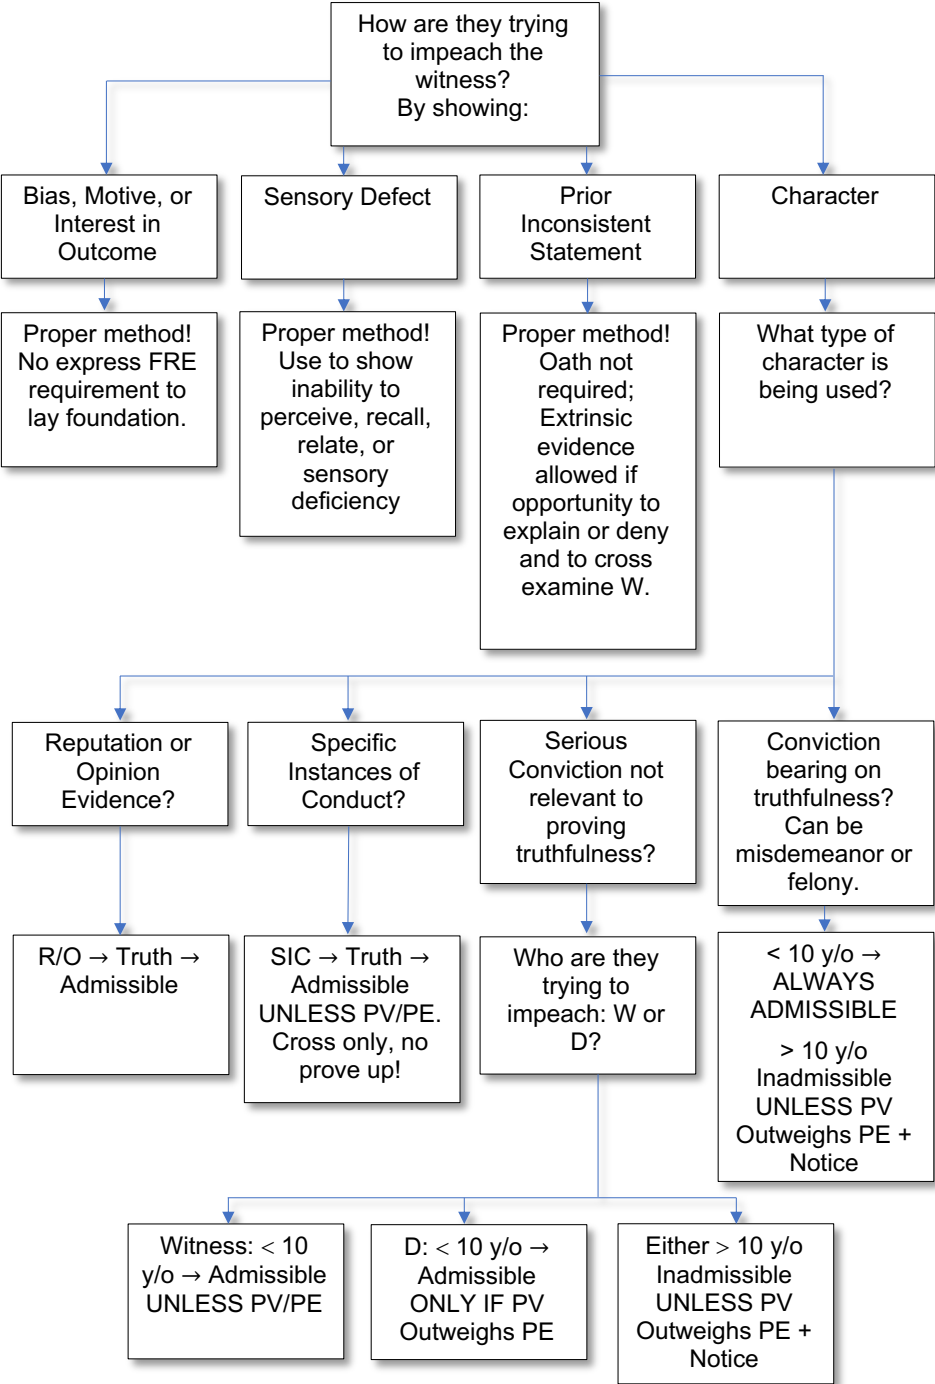 How are they trying
to impeach the
witness?
By showing:
Bias, Motive, or
Interest in
Outcome
Sensory Defect
Prior
Inconsistent
Statement
Character
Proper method!
No express FRE
requirement to
lay foundation.
Proper method!
Use to show
inability to
perceive, recall,
relate, or
sensory
deficiency
Proper method!
Oath not
required;
Extrinsic
evidence
allowed if
opportunity to
explain or deny
and to cross
examine W.
What type of
character is
being used?
Reputation or
Opinion
Evidence?
Specific
Instances of
Conduct?
Serious
Conviction not
relevant to
proving
truthfulness?
Conviction
bearing on
truthfulness?
Can be
misdemeanor or
felony.
R/O → Truth →
Admissible
SIC → Truth →
Admissible
UNLESS PV/PE.
Cross only, no
prove up!
Who are they
trying to
impeach: W or
D?
< 10 y/o →
ALWAYS
ADMISSIBLE
> 10 y/o
Inadmissible
UNLESS PV
Outweighs PE +
Notice
Witness: < 10
y/o → Admissible
UNLESS PV/PE
D: < 10 y/o →
Admissible
ONLY IF PV
Outweighs PE
Either > 10 y/o
Inadmissible
UNLESS PV
Outweighs PE +
Notice